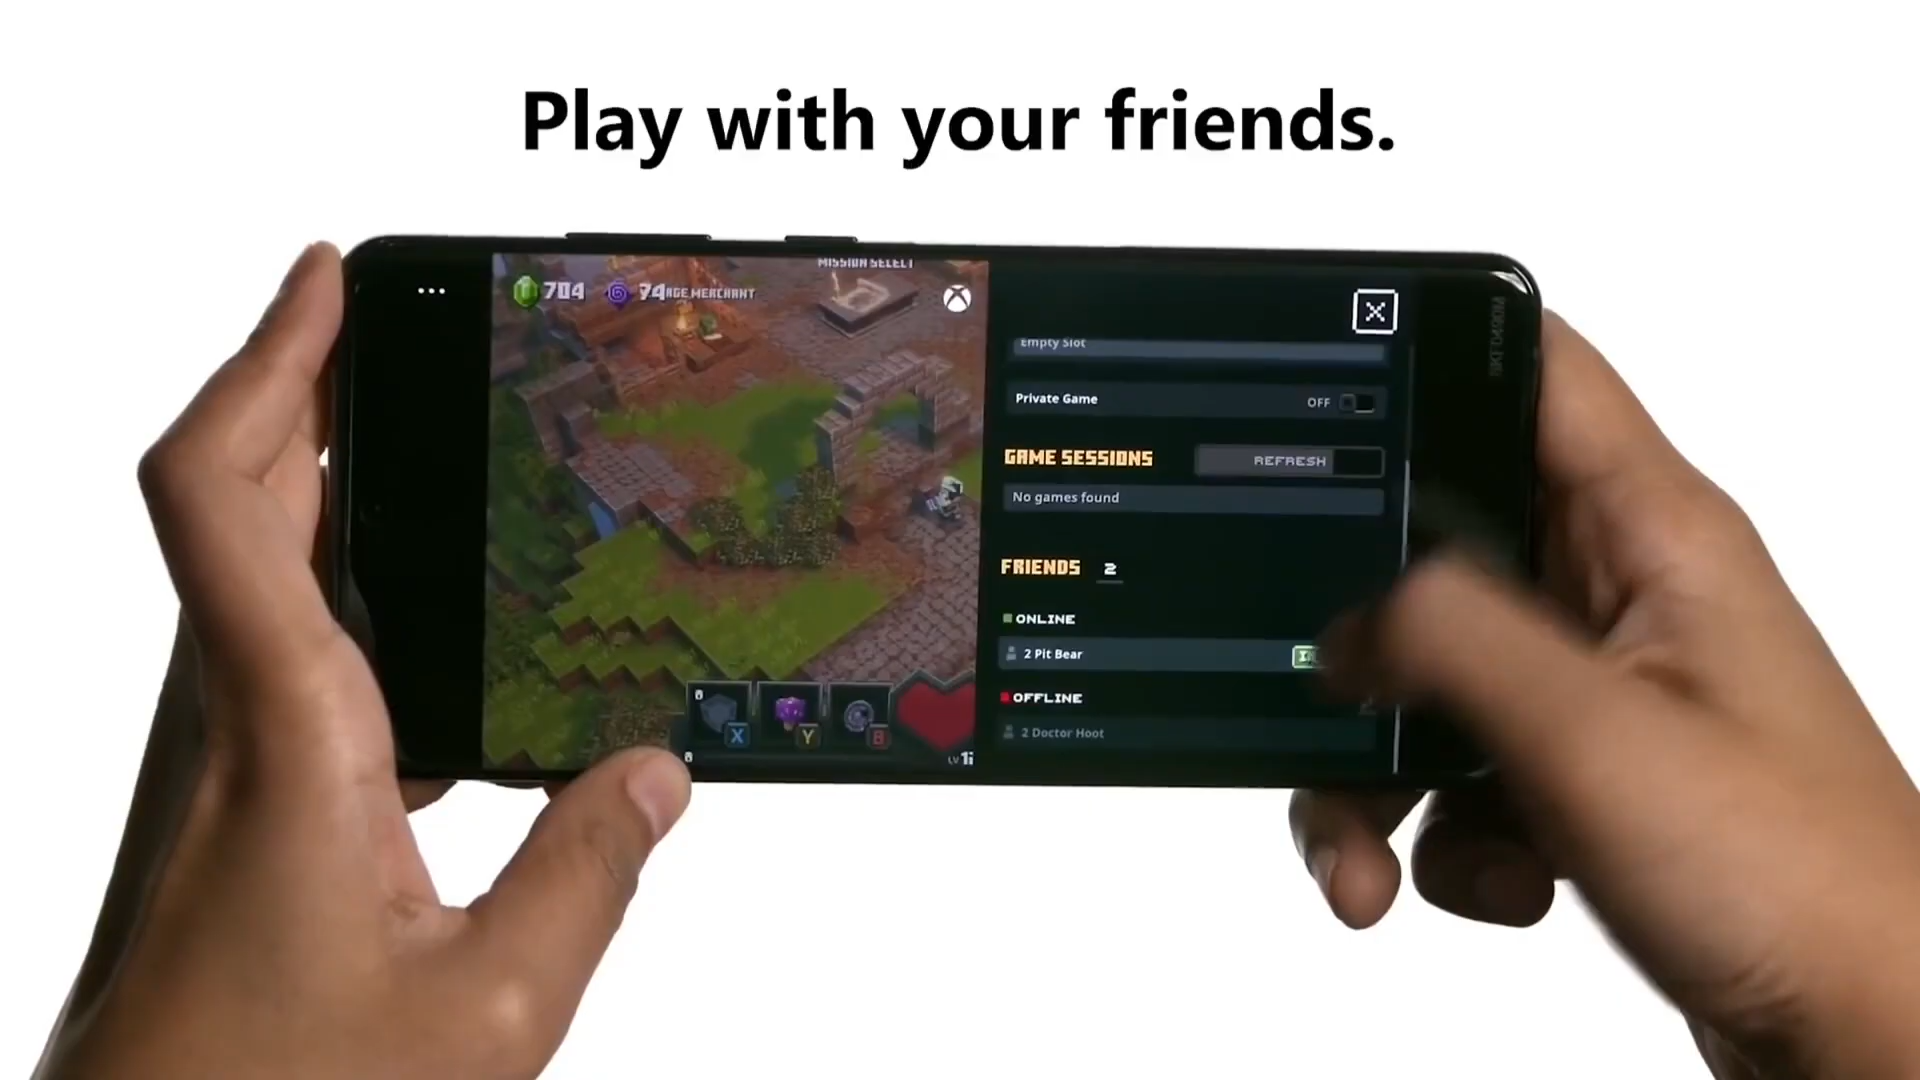 Play with your friends.
MISSION SELECT
704
74
AGE MERCHANT
Empty Slot
Private Game
OFF
GAME SESSIONS
REFRESH
No games found
FRIENDS 2
ONLINE
2 Pit Bear
OFFLINE
2 Doctor Hoot
X
Y
B
LV